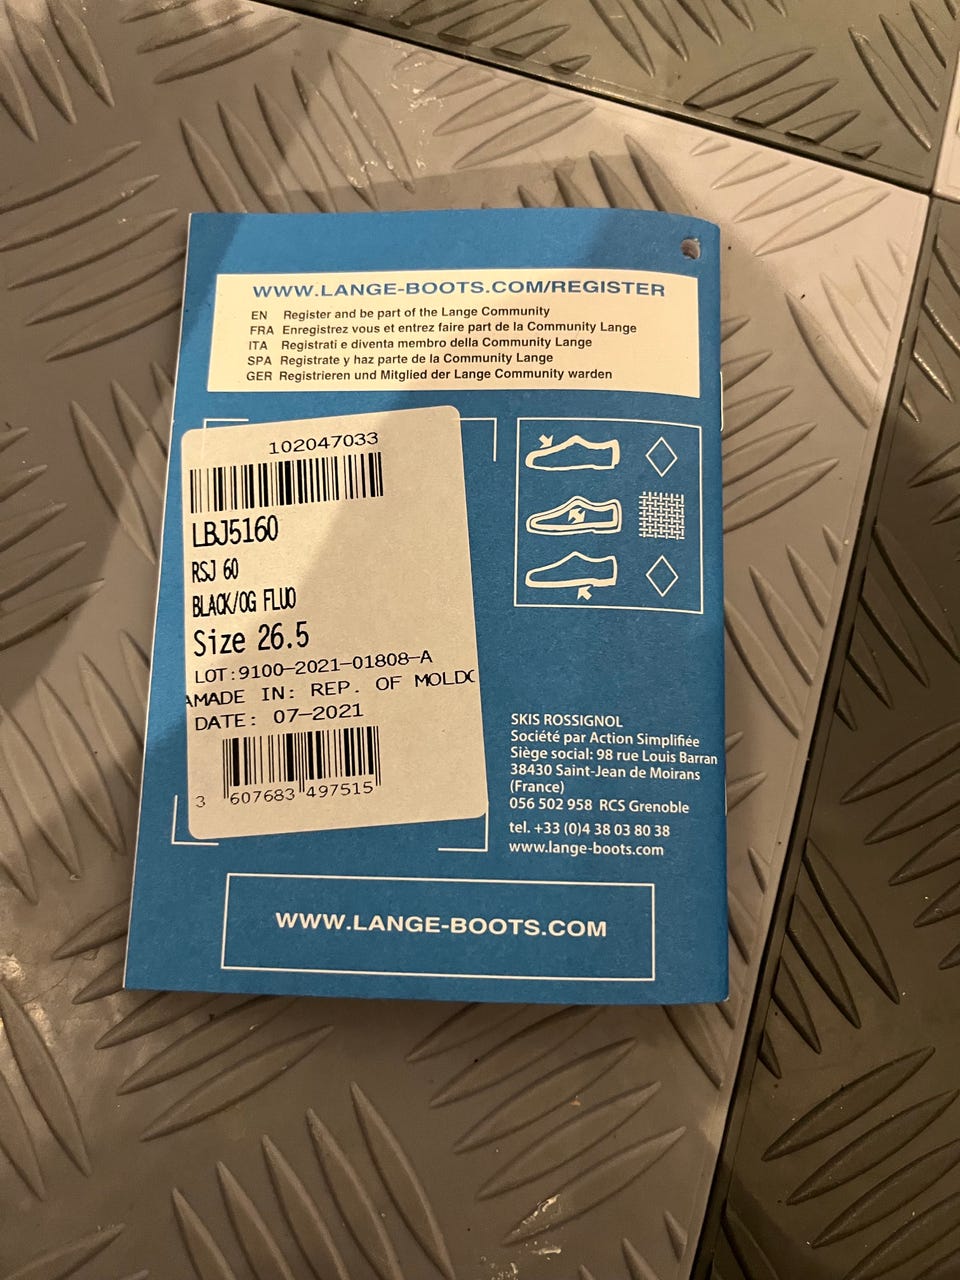 WWW.LANGE-BOOTS.COM/REGISTER
EN Register and be part of the Lange Community
FRA Enregistrez vous et entrez faire part de la Community Lange
ITA Registrati e diventa membro della Community Lange
SPA Registrate y haz parte de la Community Lange
GER Registrieren und Mitglied der Lange Community warden
102047033
LBJ5160
RSJ 60
BLACK/OG FLUO
Size 26.5
LOT:9100-2021-01808-A
AMADE IN: REP. OF MOLDO
DATE: 07-2021
3 607683 497515
SKIS ROSSIGNOL
Société par Action Simplifiée
Siège social: 98 rue Louis Barran
38430 Saint-Jean de Moirans
(France)
056 502 958 RCS Grenoble
tel. +33 (0)4 38 03 80 38
www.lange-boots.com
WWW.LANGE-BOOTS.COM